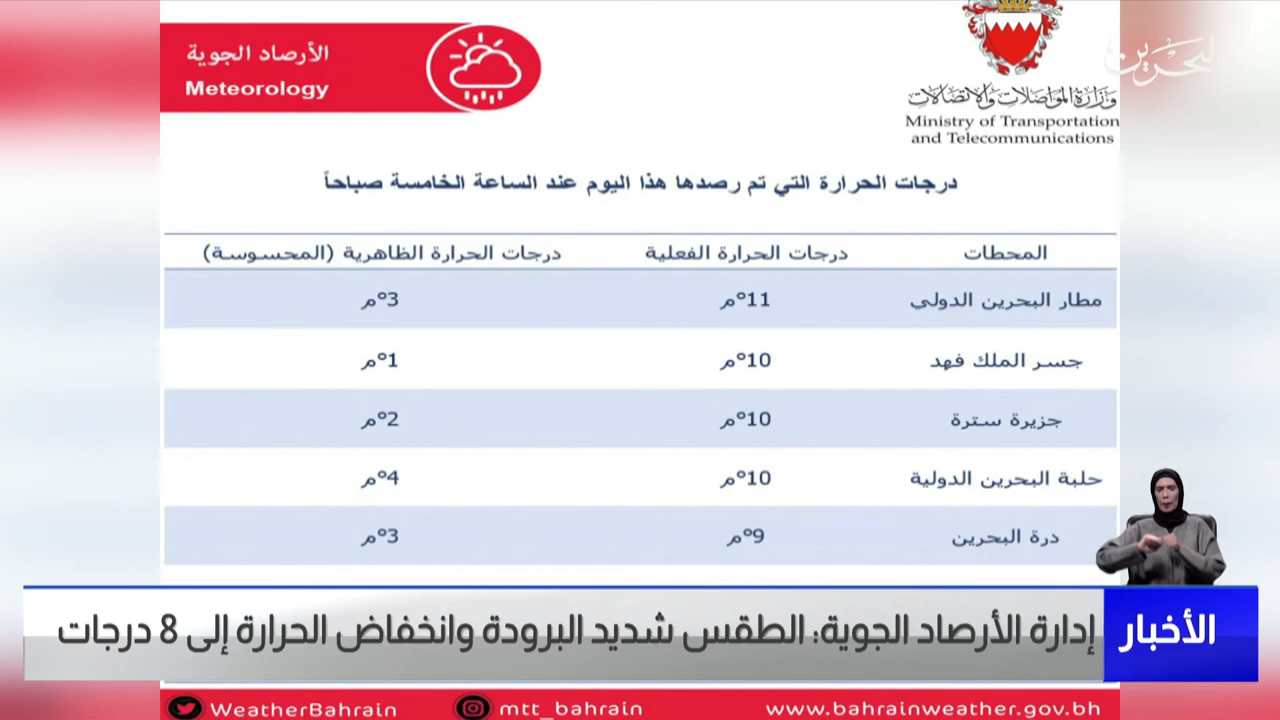 الأرصاد الجوية
Meteorology
البحرين
وزارة المواصلات والاتصالات
Ministry of Transportation
and Telecommunications
درجات الحرارة التي تم رصدها هذا اليوم عند الساعة الخامسة صباحاً
المحطات درجات الحرارة الفعلية درجات الحرارة الظاهرية (المحسوسة)
مطار البحرين الدولي 11°م 3°م
جسر الملك فهد 10°م 1°م
جزيرة سترة 10°م 2°م
حلبة البحرين الدولية 10°م 4°م
درة البحرين 9°م 3°م
الأخبار
إدارة الأرصاد الجوية: الطقس شديد البرودة وانخفاض الحرارة إلى 8 درجات
WeatherBahrain mtt_bahrain www.bahrainweather.gov.bh